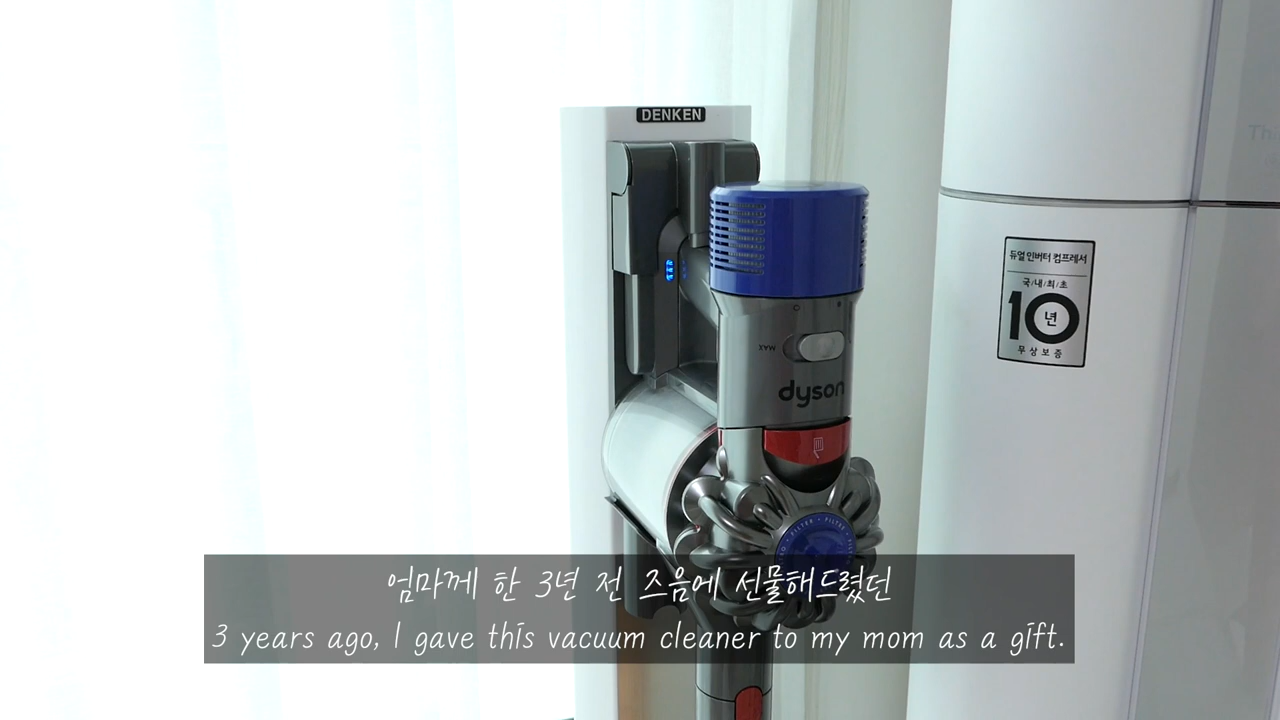 DENKEN
MAX
dyson
듀얼 인버터 컴프레서
국/내/최/초
10년
무 상 보 증
엄마께 한 3년 전 즈음에 선물해드렸던
3 years ago, I gave this vacuum cleaner to my mom as a gift.